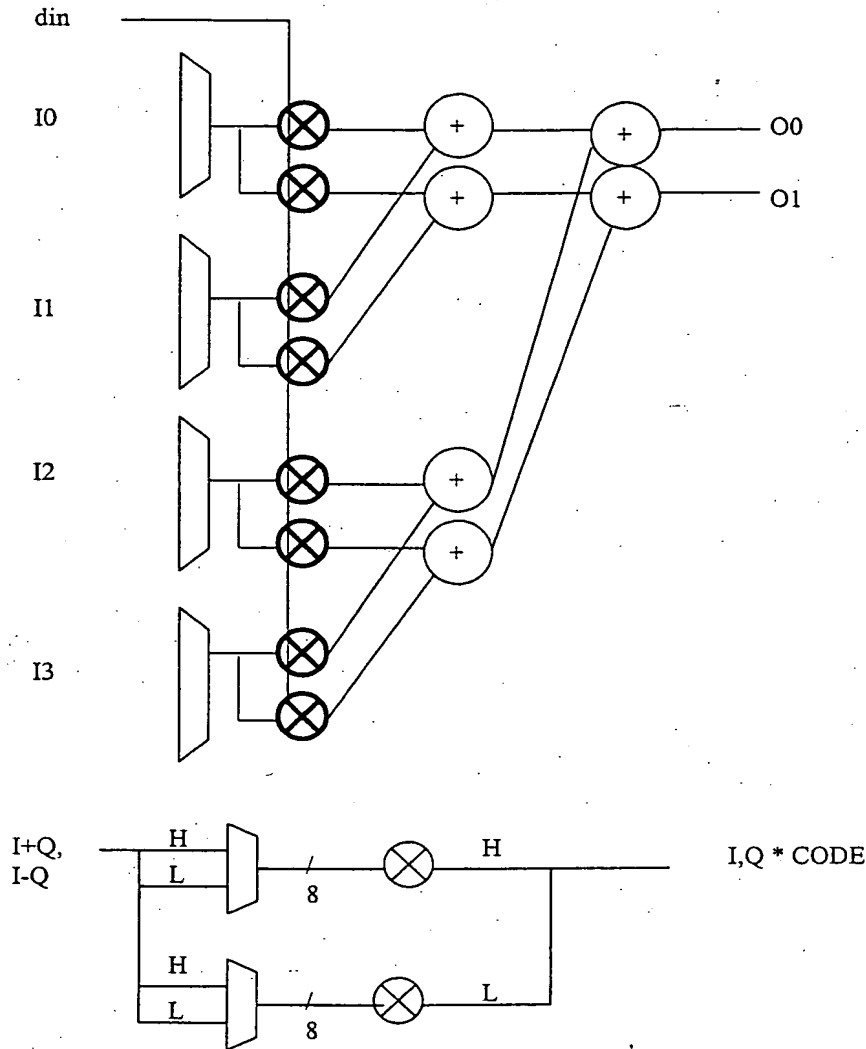 din
I0
+
+
O0
+
+
O1
I1
I2
+
+
I3
I+Q,
I-Q
H
L
8
H
I,Q * CODE
H
L
8
L